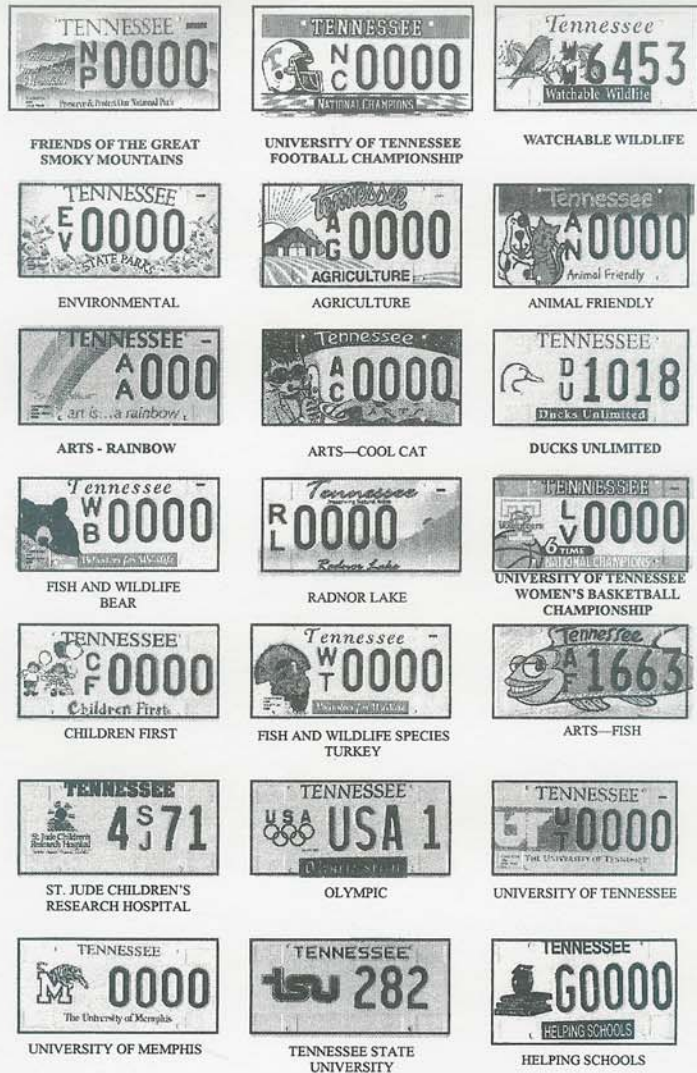 TENNESSEE
NP0000
Preserve & Protect Our National Park
FRIENDS OF THE GREAT
SMOKY MOUNTAINS
TENNESSEE
NC0000
NATIONAL CHAMPIONS
UNIVERSITY OF TENNESSEE
FOOTBALL CHAMPIONSHIP
Tennessee
WW6453
Watchable Wildlife
WATCHABLE WILDLIFE
TENNESSEE
EV0000
STATE PARKS
ENVIRONMENTAL
Tennessee
AG0000
AGRICULTURE
AGRICULTURE
Tennessee
AN0000
Animal Friendly
ANIMAL FRIENDLY
TENNESSEE
AA000
art is...a rainbow
ARTS - RAINBOW
Tennessee
AC0000
ARTS
ARTS—COOL CAT
TENNESSEE
DU1018
Ducks Unlimited
DUCKS UNLIMITED
Tennessee
WB0000
FISH AND WILDLIFE
BEAR
Tennessee
RL0000
Radnor Lake
RADNOR LAKE
TENNESSEE
LV0000
6 TIME
NATIONAL CHAMPIONS
UNIVERSITY OF TENNESSEE
WOMEN'S BASKETBALL
CHAMPIONSHIP
TENNESSEE
CF0000
Children First
CHILDREN FIRST
Tennessee
WT0000
FISH AND WILDLIFE SPECIES
TURKEY
Tennessee
AF1663
ARTS—FISH
TENNESSEE
St. Jude Children's
Research Hospital
4SJ71
ST. JUDE CHILDREN'S
RESEARCH HOSPITAL
TENNESSEE
USA
USA 1
OLYMPIC
TENNESSEE
UT
UT0000
THE UNIVERSITY OF TENNESSEE
UNIVERSITY OF TENNESSEE
TENNESSEE
M 0000
The University of Memphis
UNIVERSITY OF MEMPHIS
TENNESSEE
tsu 282
TENNESSEE STATE
UNIVERSITY
TENNESSEE
G0000
HELPING SCHOOLS
HELPING SCHOOLS